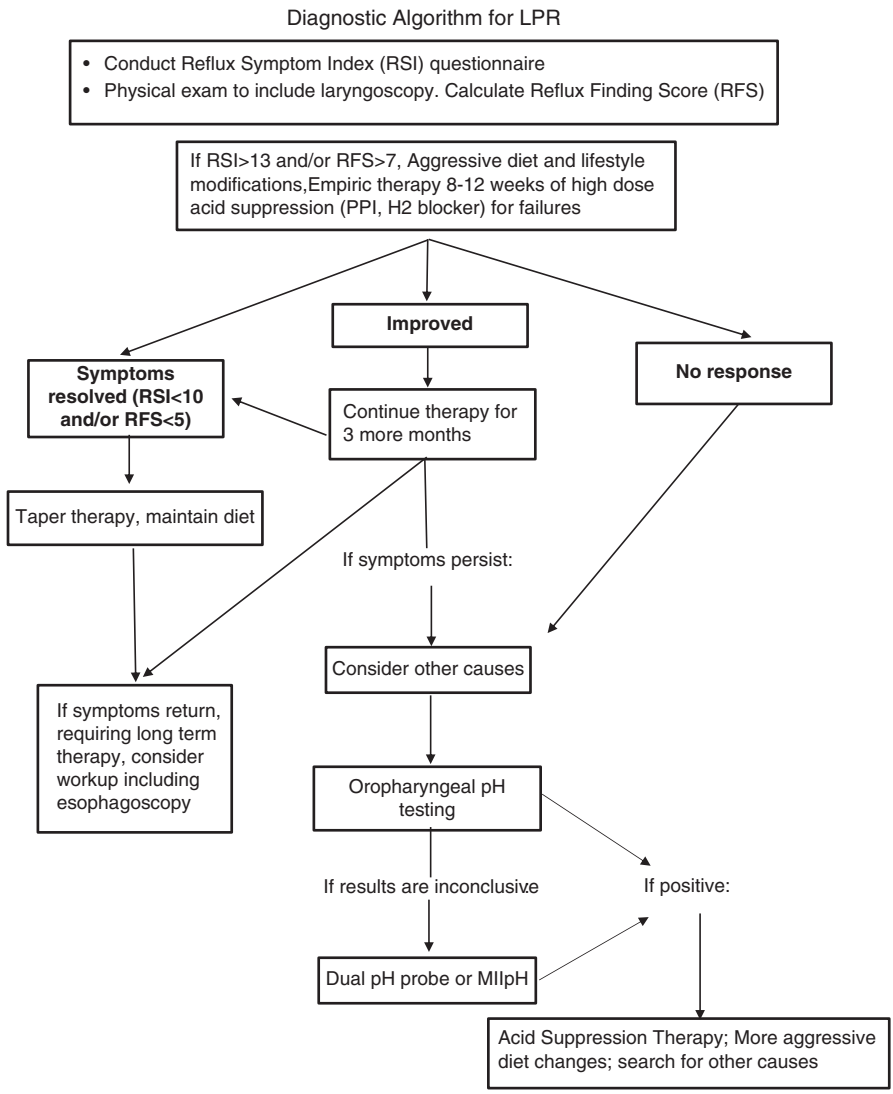 Diagnostic Algorithm for LPR
• Conduct Reflux Symptom Index (RSI) questionnaire
• Physical exam to include laryngoscopy. Calculate Reflux Finding Score (RFS)
If RSI>13 and/or RFS>7, Aggressive diet and lifestyle
modifications,Empiric therapy 8-12 weeks of high dose
acid suppression (PPI, H2 blocker) for failures
Improved
Symptoms
resolved (RSI<10
and/or RFS<5)
No response
Continue therapy for
3 more months
Taper therapy, maintain diet
If symptoms persist:
Consider other causes
If symptoms return,
requiring long term
therapy, consider
workup including
esophagoscopy
Oropharyngeal pH
testing
If results are inconclusive
If positive:
Dual pH probe or MIIpH
Acid Suppression Therapy; More aggressive
diet changes; search for other causes